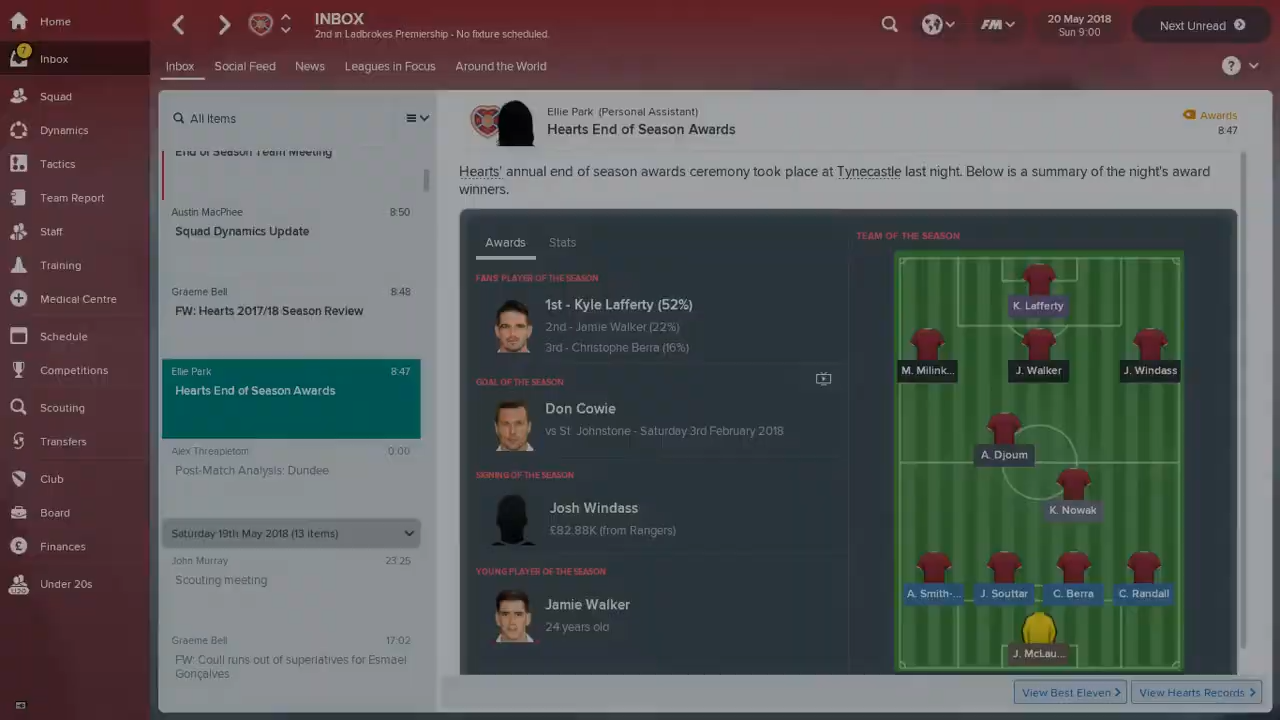 Home
INBOX
2nd in Ladbrokes Premiership - No fixture scheduled.
FM
20 May 2018
Sun 9:00
Next Unread
7
Inbox
Inbox Social Feed News Leagues in Focus Around the World
?
Squad
Dynamics
Tactics
Team Report
Staff
Training
Medical Centre
Schedule
Competitions
Scouting
Transfers
Club
Board
Finances
Under 20s
All items
End of Season Team Meeting
Austin MacPhee 8:50
Squad Dynamics Update
Graeme Bell 8:48
FW: Hearts 2017/18 Season Review
Ellie Park 8:47
Hearts End of Season Awards
Alex Threapletom 0:00
Post-Match Analysis: Dundee
Saturday 19th May 2018 (13 items)
John Murray 23:25
Scouting meeting
Graeme Bell 17:02
FW: Coull runs out of superlatives for Esmael
Gonçalves
Ellie Park (Personal Assistant)
Hearts End of Season Awards
Awards
8:47
Hearts' annual end of season awards ceremony took place at Tynecastle last night. Below is a summary of the night's award
winners.
Awards Stats
FANS' PLAYER OF THE SEASON
1st - Kyle Lafferty (52%)
2nd - Jamie Walker (22%)
3rd - Christophe Berra (16%)
GOAL OF THE SEASON
Don Cowie
vs St. Johnstone - Saturday 3rd February 2018
SIGNING OF THE SEASON
Josh Windass
£82.88K (from Rangers)
YOUNG PLAYER OF THE SEASON
Jamie Walker
24 years old
TEAM OF THE SEASON
K. Lafferty
M. Milink... J. Walker J. Windass
A. Djoum
K. Nowak
A. Smith-... J. Souttar C. Berra C. Randall
J. McLau...
View Best Eleven View Hearts Records